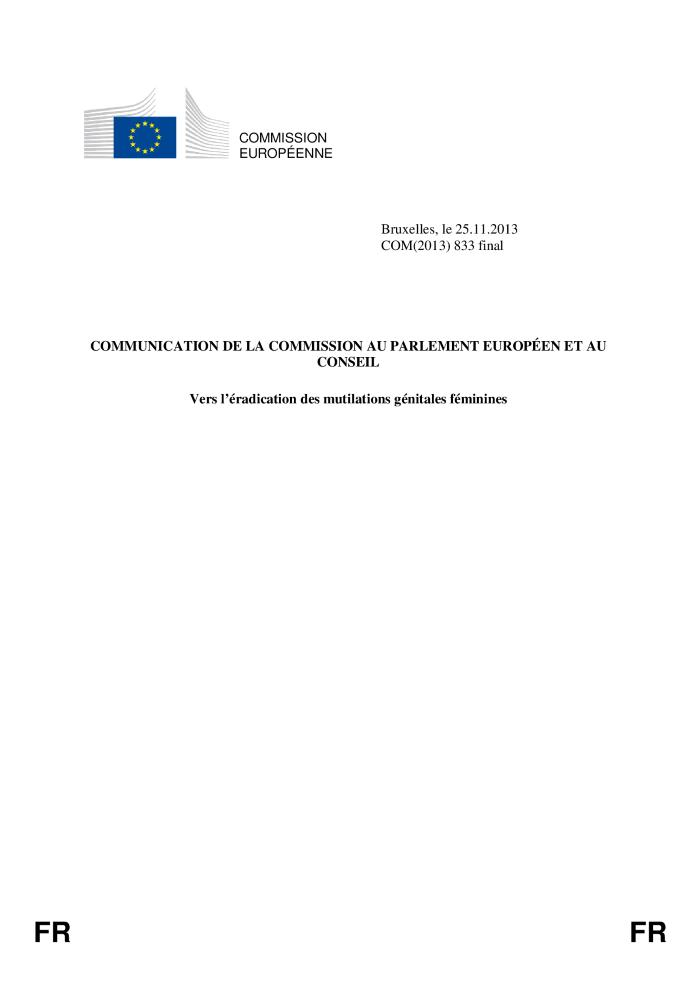 COMMISSION
EUROPÉENNE
Bruxelles, le 25.11.2013
COM(2013) 833 final
COMMUNICATION DE LA COMMISSION AU PARLEMENT EUROPÉEN ET AU
CONSEIL
Vers l’éradication des mutilations génitales féminines
FR FR